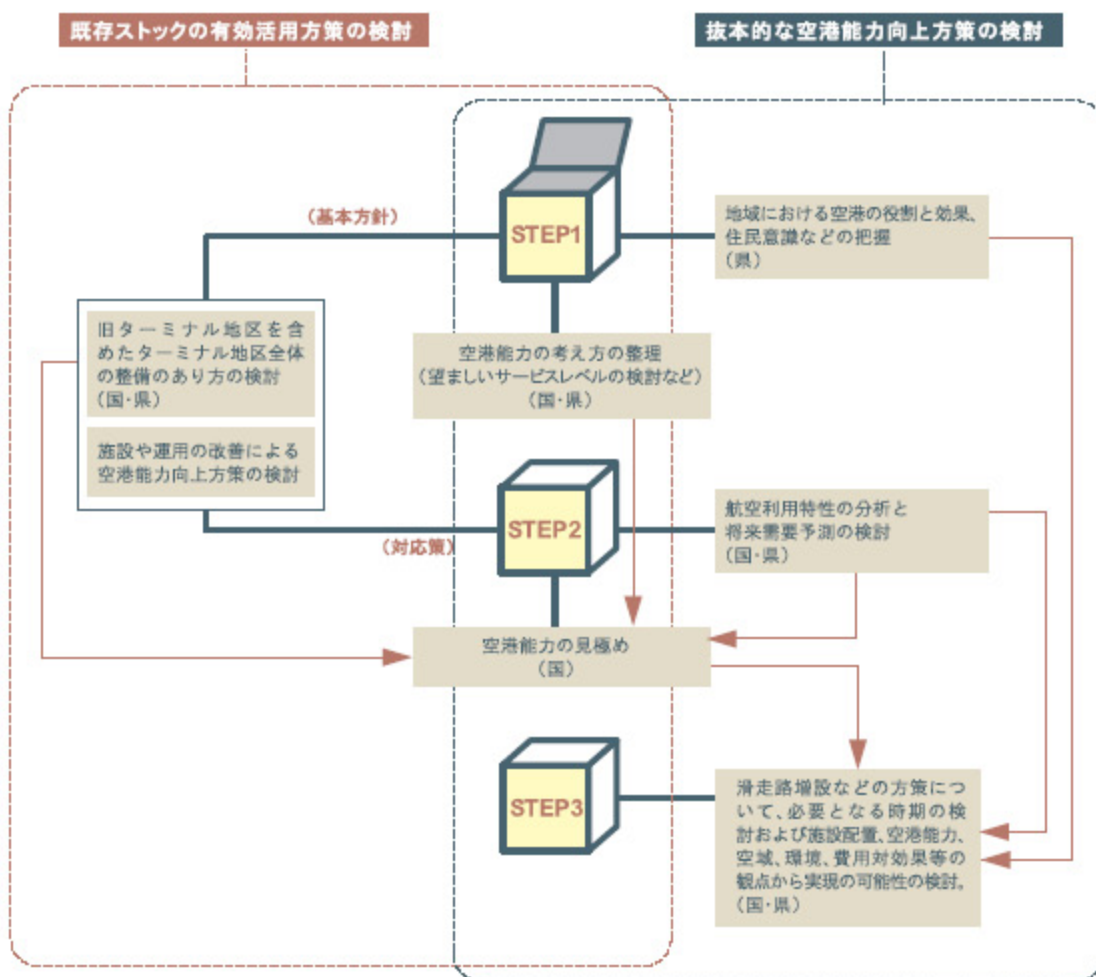 既存ストックの有効活用方策の検討
抜本的な空港能力向上方策の検討
(基本方針)
STEP1
地域における空港の役割と効果、
住民意識などの把握
(県)
旧ターミナル地区を含
めたターミナル地区全体
の整備のあり方の検討
(国・県)
施設や運用の改善による
空港能力向上方策の検討
空港能力の考え方の整理
(望ましいサービスレベルの検討など)
(国・県)
(対応策)
STEP2
航空利用特性の分析と
将来需要予測の検討
(国・県)
空港能力の見極め
(国)
STEP3
滑走路増設などの方策につ
いて、必要となる時期の検
討および施設配置、空港能力、
空域、環境、費用対効果等の
観点から実現の可能性の検討。
(国・県)